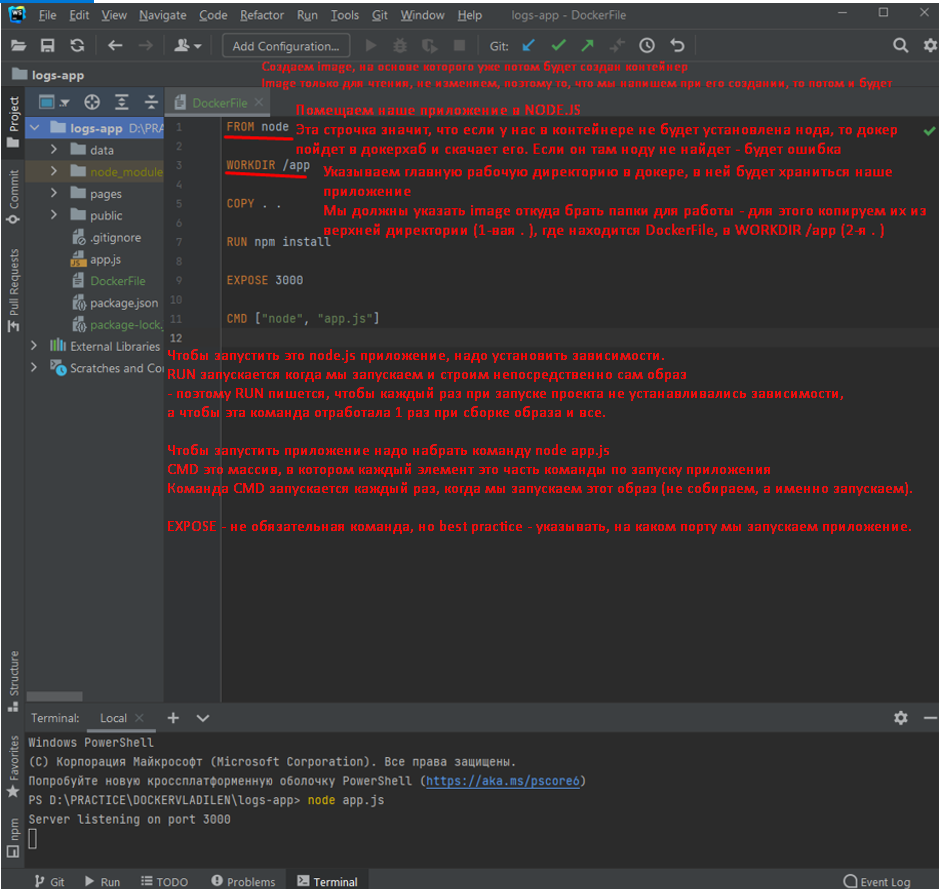 File Edit View Navigate Code Refactor Run Tools Git Window Help logs-app - DockerFile
Add Configuration... Git:
logs-app
Создаем image, на основе которого уже потом будет создан контейнер
image только для чтения, не изменяем, поэтому то, что мы напишем при его создании, то потом и будет
Project
DockerFile
Помещаем наше приложение в NODE.JS
logs-app D:\PRA
1 FROM node
Эта строчка значит, что если у нас в контейнере не будет установлена нода, то докер
пойдет в докерхаб и скачает его. Если он там ноду не найдет - будет ошибка
data
2
node_module
3 WORKDIR /app
Указываем главную рабочую директорию в докере, в ней будет храниться наше
приложение
Commit
pages
4
5 COPY . .
Мы должны указать image откуда брать папки для работы - для этого копируем их из
верхней директории (1-вая . ), где находится DockerFile, в WORKDIR /app (2-я . )
public
6
.gitignore
7 RUN npm install
app.js
8
Pull Requests
DockerFile
9 EXPOSE 3000
package.json
10
package-lock.
11 CMD ["node", "app.js"]
12
External Libraries
Scratches and Co
Чтобы запустить это node.js приложение, надо установить зависимости.
RUN запускается когда мы запускаем и строим непосредственно сам образ
- поэтому RUN пишется, чтобы каждый раз при запуске проекта не устанавливались зависимости,
а чтобы эта команда отработала 1 раз при сборке образа и все.
Чтобы запустить приложение надо набрать команду node app.js
CMD это массив, в котором каждый элемент это часть команды по запуску приложения
Команда CMD запускается каждый раз, когда мы запускаем этот образ (не собираем, а именно запускаем).
EXPOSE - не обязательная команда, но best practice - указывать, на каком порту мы запускаем приложение.
Structure
Favorites
npm
Terminal: Local
Windows PowerShell
(C) Корпорация Майкрософт (Microsoft Corporation). Все права защищены.
Попробуйте новую кроссплатформенную оболочку PowerShell (https://aka.ms/pscore6)
PS D:\PRACTICE\DOCKERVLADILEN\logs-app> node app.js
Server listening on port 3000
Git Run TODO Problems Terminal Event Log